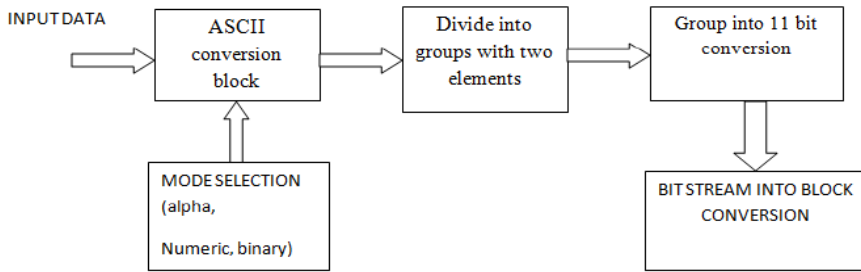 INPUT DATA
ASCII
conversion
block
Divide into
groups with two
elements
Group into 11 bit
conversion
MODE SELECTION
(alpha,
Numeric, binary)
BIT STREAM INTO BLOCK
CONVERSION